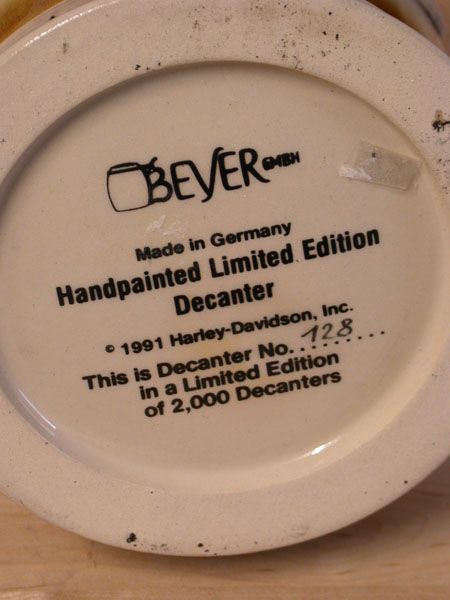 BEYER GMBH
Made in Germany
Handpainted Limited Edition
Decanter
© 1991 Harley-Davidson, Inc.
This is Decanter No. 128........
in a Limited Edition
of 2,000 Decanters